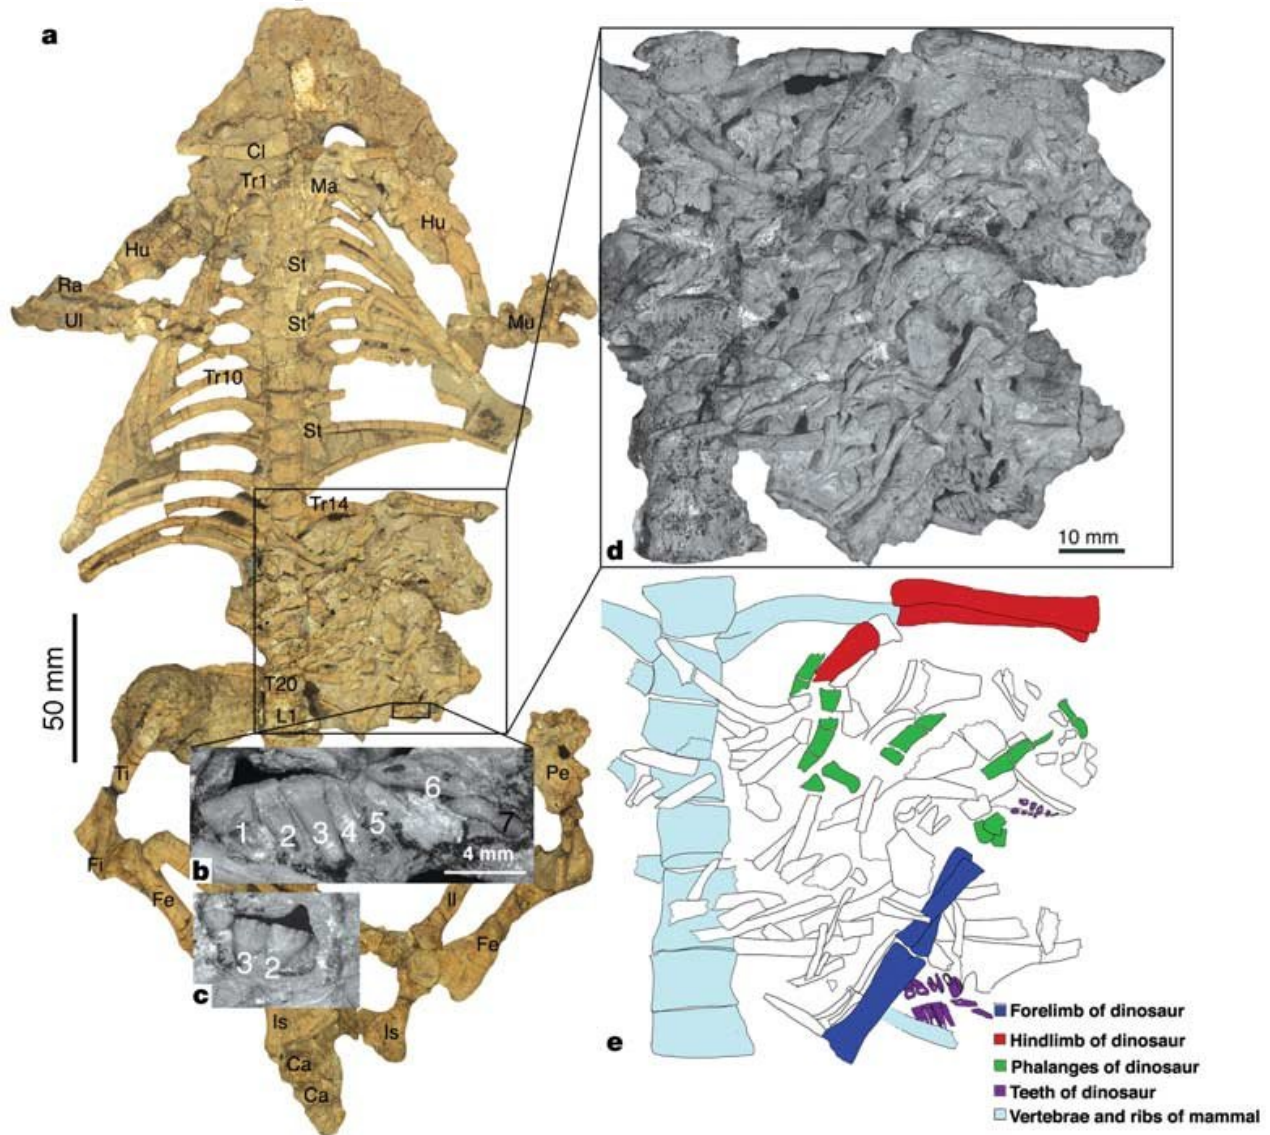 a
Cl
Tr1
Ma
Hu
Hu
St
Ra
Ul
St
Mu
Tr10
St
Tr14
50 mm
T20
L1
Ti
Pe
Fi
Fe
Il
Fe
Is
Is
Ca
Ca
1
2
3
4
5
6
7
4 mm
b
3
2
c
d
10 mm
e
Forelimb of dinosaur
Hindlimb of dinosaur
Phalanges of dinosaur
Teeth of dinosaur
Vertebrae and ribs of mammal